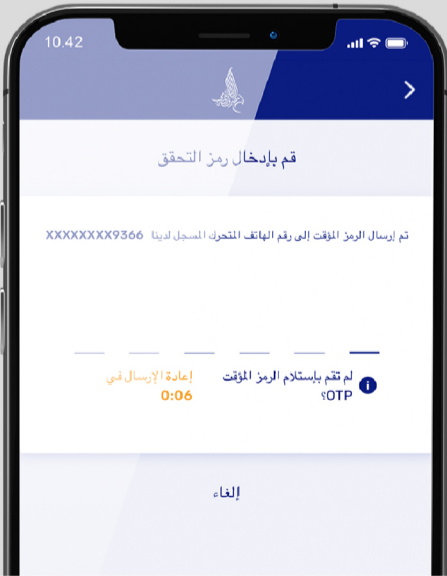 10.42
قم بإدخال رمز التحقق
تم إرسال الرمز المؤقت إلى رقم الهاتف المتحرك المسجل لدينا XXXXXXXX9366
لم تقم بإستلام الرمز المؤقت
OTP؟
إعادة الإرسال في
0:06
إلغاء